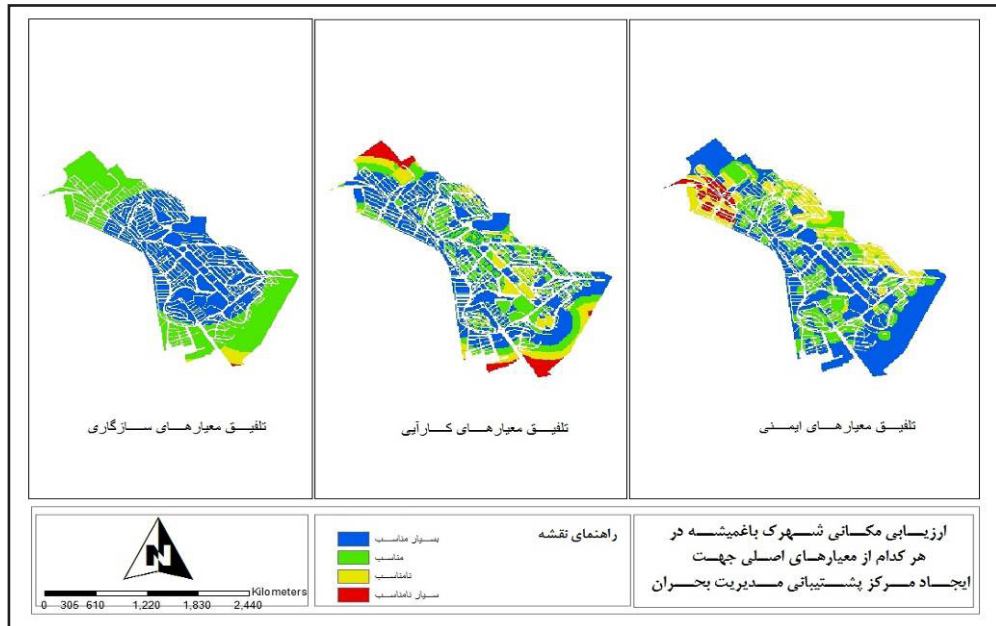 تلفیق معیارهای ایمنی
تلفیق معیارهای کارآیی
تلفیق معیارهای سازگاری
ارزیابی مکانی شهرک باغمیشه در
هر کدام از معیارهای اصلی جهت
ایجاد مرکز پشتیبانی مدیریت بحران
راهنمای نقشه
بسیار مناسب
مناسب
نامناسب
سیار نامناسب
N
Kilometers
0 305 610 1,220 1,830 2,440